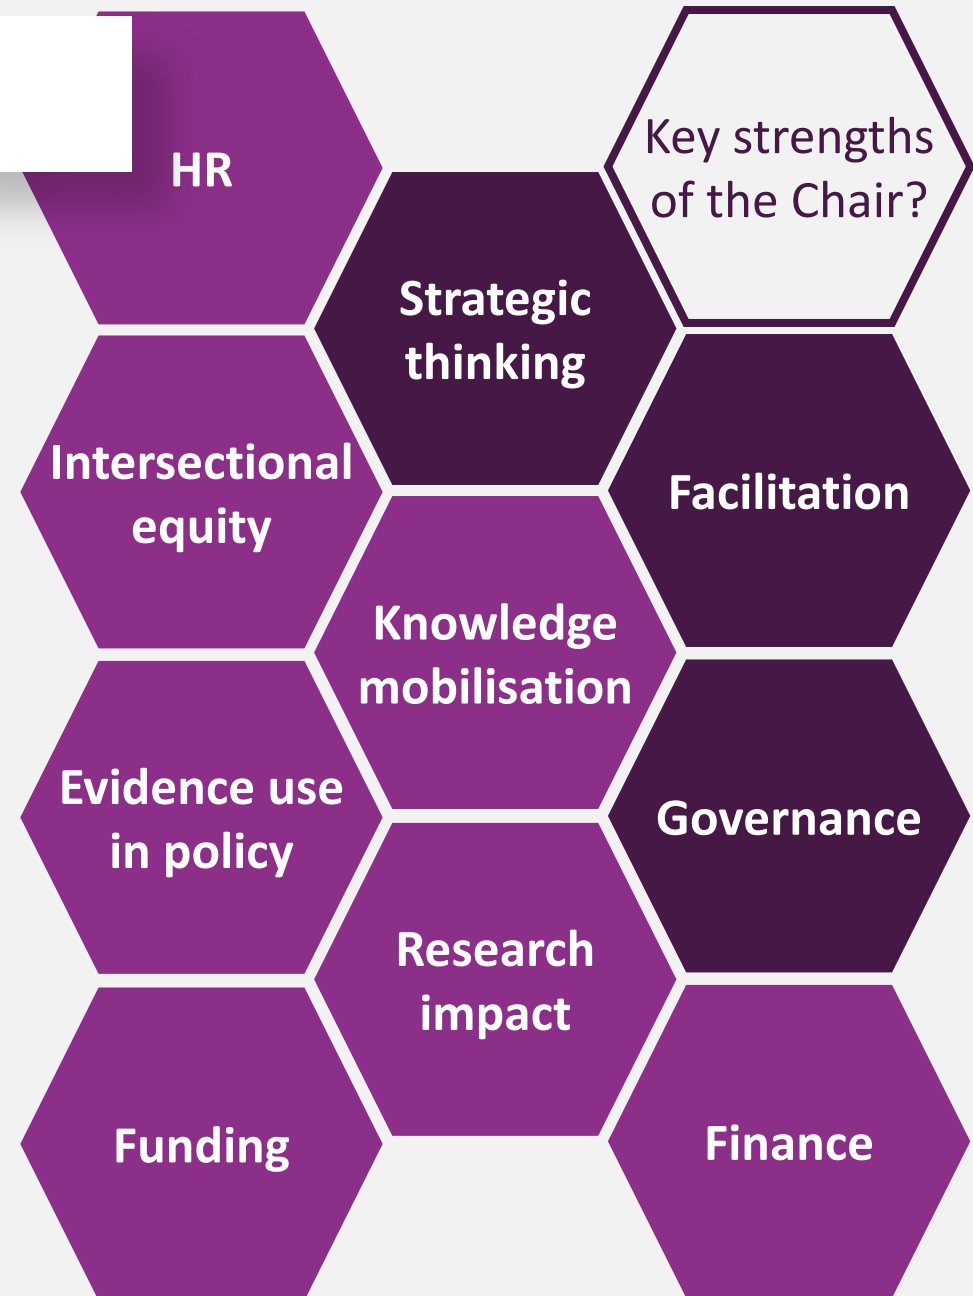 HR
Key strengths
of the Chair?
Strategic
thinking
Intersectional
equity
Facilitation
Knowledge
mobilisation
Evidence use
in policy
Governance
Research
impact
Funding
Finance